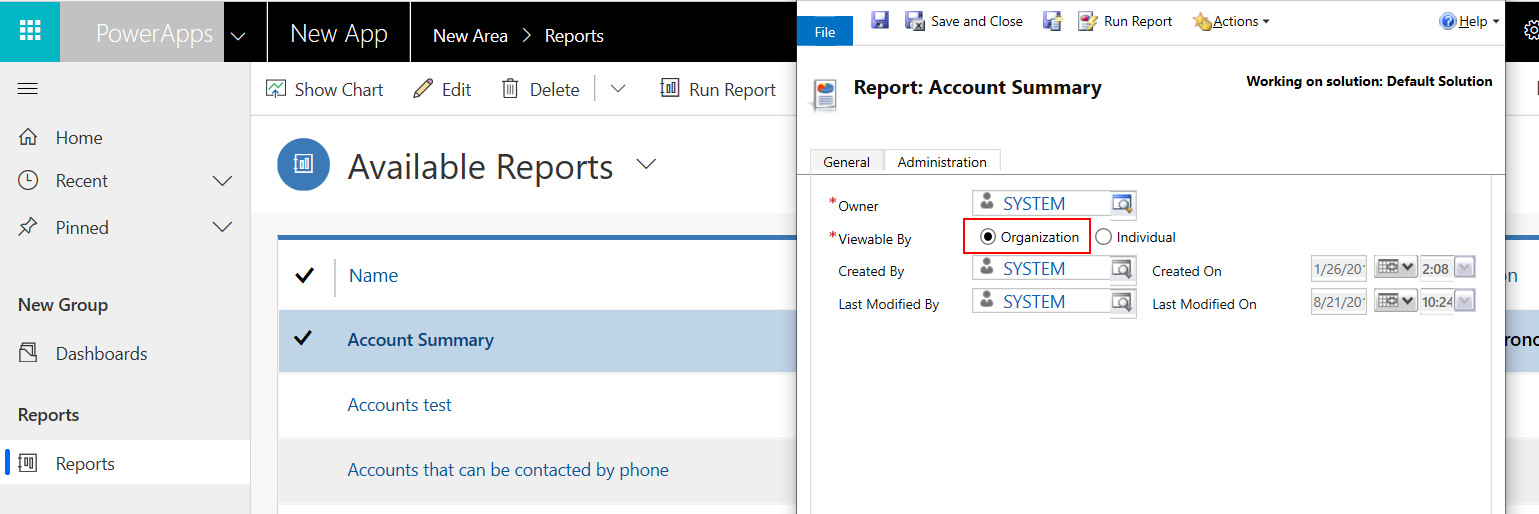 PowerApps New App New Area > Reports
Show Chart Edit Delete Run Report
Home
Recent
Pinned
New Group
Dashboards
Reports
Reports
Available Reports
Name
Account Summary
Accounts test
Accounts that can be contacted by phone
File Save and Close Run Report Actions Help
Report: Account Summary Working on solution: Default Solution
General Administration
*Owner SYSTEM
*Viewable By Organization Individual
Created By SYSTEM Created On 1/26/201 2:08
Last Modified By SYSTEM Last Modified On 8/21/201 10:24